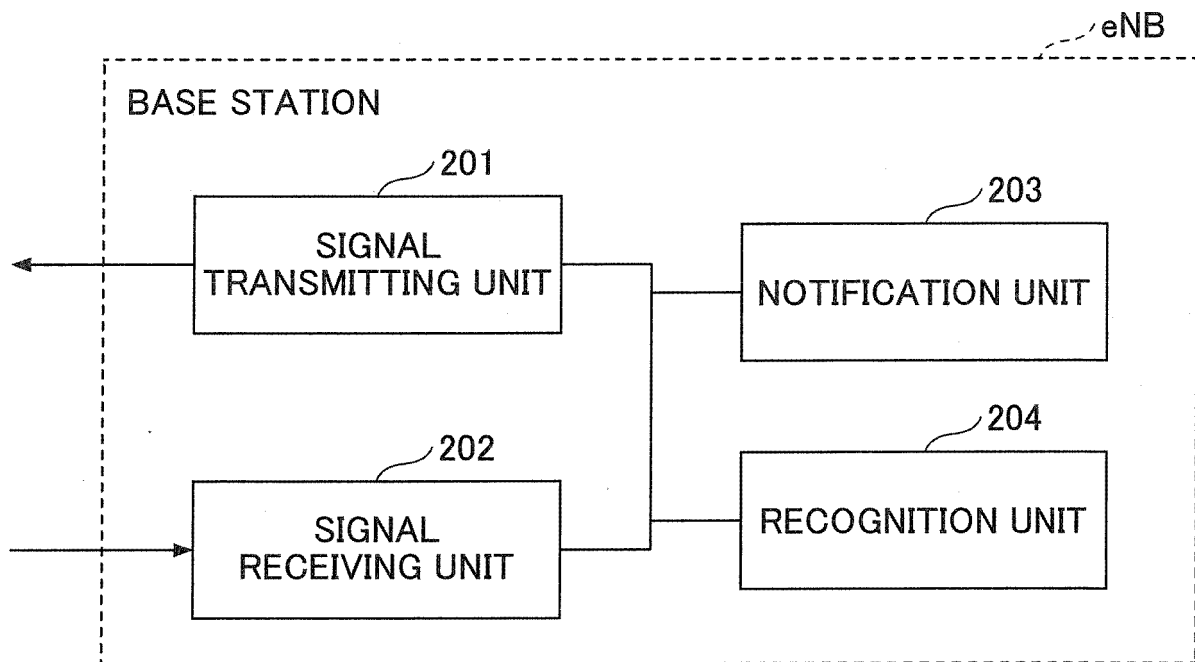 eNB
BASE STATION
201
SIGNAL
TRANSMITTING UNIT
203
NOTIFICATION UNIT
202
SIGNAL
RECEIVING UNIT
204
RECOGNITION UNIT